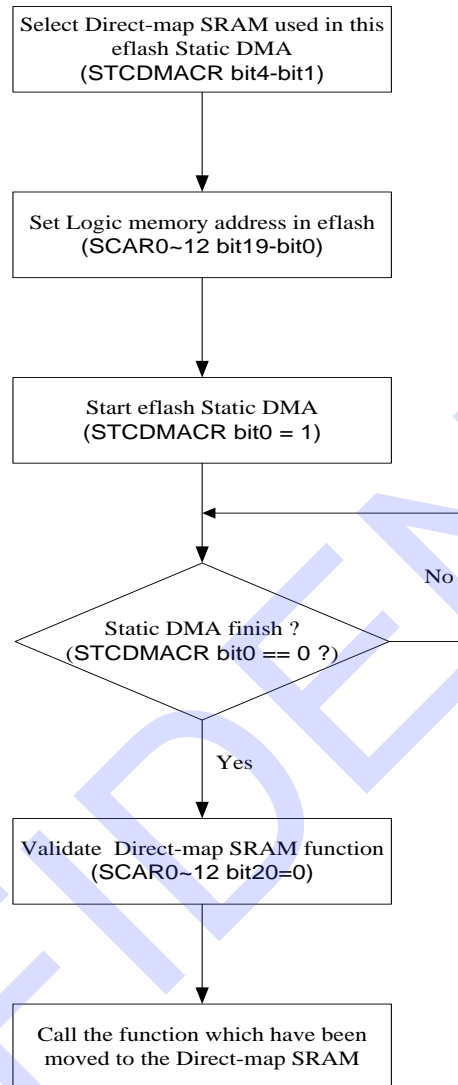 Select Direct-map SRAM used in this
eflash Static DMA
(STCDMACR bit4-bit1)
Set Logic memory address in eflash
(SCAR0~12 bit19-bit0)
Start eflash Static DMA
(STCDMACR bit0 = 1)
No
Static DMA finish ?
(STCDMACR bit0 == 0 ?)
Yes
Validate Direct-map SRAM function
(SCAR0~12 bit20=0)
Call the function which have been
moved to the Direct-map SRAM